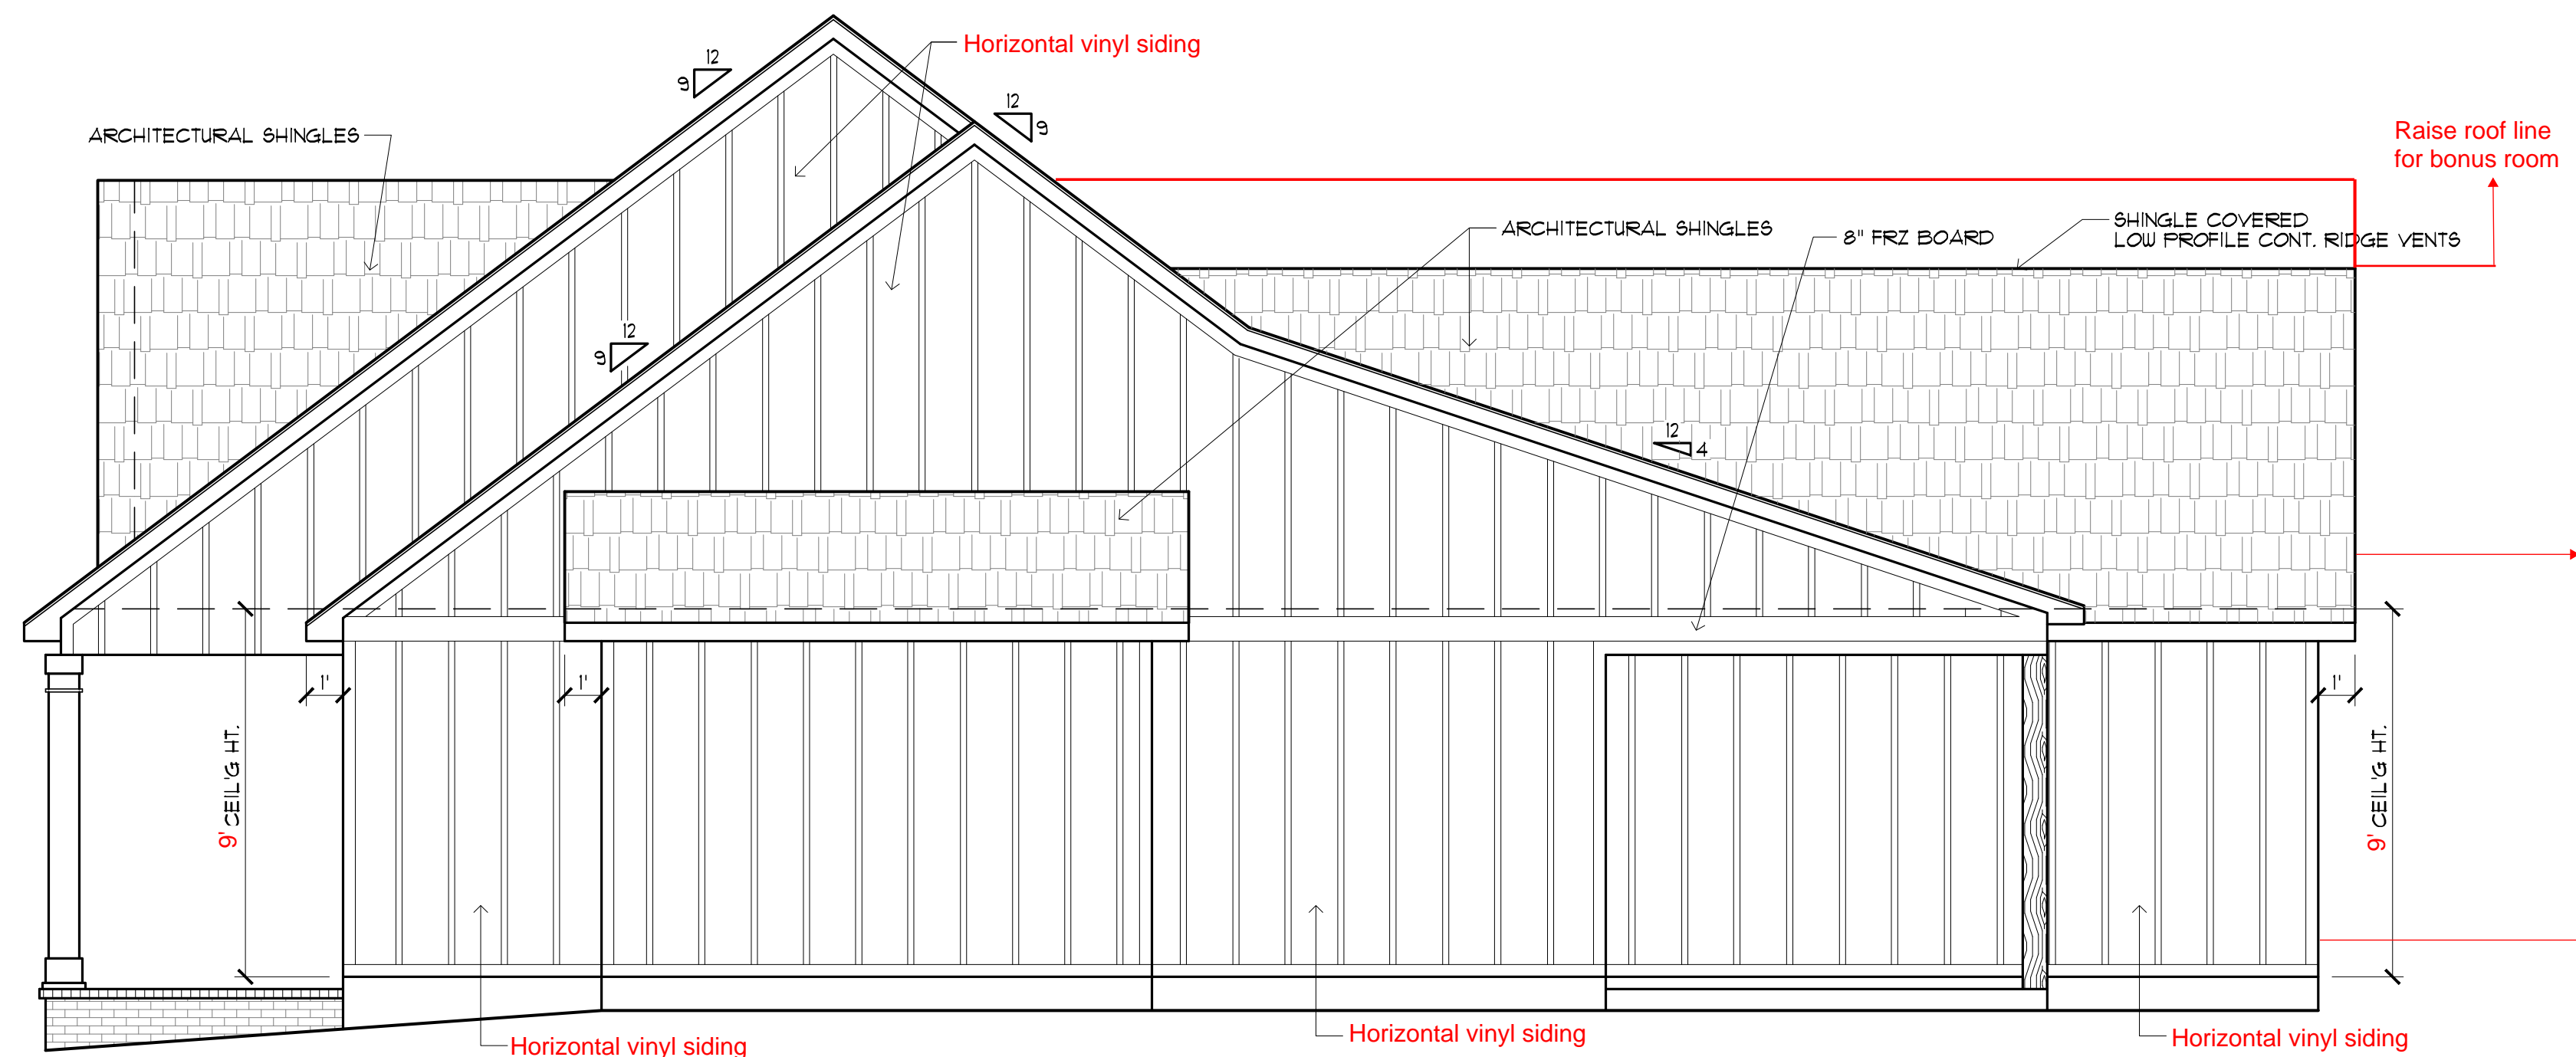 Horizontal vinyl siding
12
9
12
9
ARCHITECTURAL SHINGLES
Raise roof line
for bonus room
ARCHITECTURAL SHINGLES
8" FRZ BOARD
SHINGLE COVERED
LOW PROFILE CONT. RIDGE VENTS
12
9
12
4
1'
1'
1'
9' CEIL'G HT.
9' CEIL'G HT.
Horizontal vinyl siding
Horizontal vinyl siding
Horizontal vinyl siding